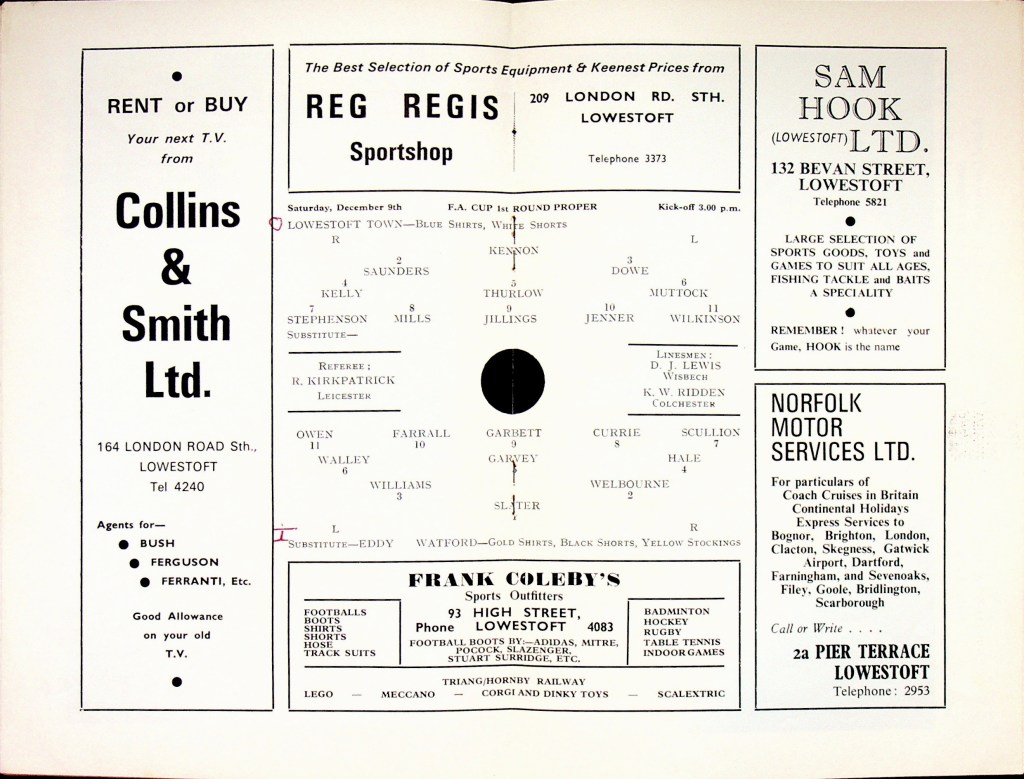 RENT or BUY
Your next T.V.
from
Collins
&
Smith
Ltd.
164 LONDON ROAD Sth.,
LOWESTOFT
Tel 4240
Agents for—
● BUSH
● FERGUSON
● FERRANTI, Etc.
Good Allowance
on your old
T.V.
The Best Selection of Sports Equipment & Keenest Prices from
REG REGIS
Sportshop
209 LONDON RD. STH.
LOWESTOFT
Telephone 3373
Saturday, December 9th F.A. CUP 1st ROUND PROPER Kick-off 3.00 p.m.
LOWESTOFT TOWN—BLUE SHIRTS, WHITE SHORTS
R L
KENNON
2 3
SAUNDERS DOWE
4 5 6
KELLY THURLOW MUTTOCK
7 8 9 10 11
STEPHENSON MILLS JILLINGS JENNER WILKINSON
SUBSTITUTE—
REFEREE ;
R. KIRKPATRICK
LEICESTER
LINESMEN :
D. J. LEWIS
WISBECH
K. W. RIDDEN
COLCHESTER
OWEN FARRALL GARBETT CURRIE SCULLION
11 10 9 8 7
WALLEY GARVEY HALE
6 4
WILLIAMS WELBOURNE
3 2
SLATER
L R
SUBSTITUTE—EDDY WATFORD—GOLD SHIRTS, BLACK SHORTS, YELLOW STOCKINGS
FRANK COLEBY'S
Sports Outfitters
93 HIGH STREET,
LOWESTOFT
Phone 4083
FOOTBALLS
BOOTS
SHIRTS
SHORTS
HOSE
TRACK SUITS
FOOTBALL BOOTS BY:—ADIDAS, MITRE,
POCOCK, SLAZENGER,
STUART SURRIDGE, ETC.
BADMINTON
HOCKEY
RUGBY
TABLE TENNIS
INDOOR GAMES
TRIANG/HORNBY RAILWAY
LEGO — MECCANO — CORGI AND DINKY TOYS — SCALEXTRIC
SAM
HOOK
(LOWESTOFT) LTD.
132 BEVAN STREET,
LOWESTOFT
Telephone 5821
LARGE SELECTION OF
SPORTS GOODS, TOYS and
GAMES TO SUIT ALL AGES,
FISHING TACKLE and BAITS
A SPECIALITY
REMEMBER ! whatever your
Game, HOOK is the name
NORFOLK
MOTOR
SERVICES LTD.
For particulars of
Coach Cruises in Britain
Continental Holidays
Express Services to
Bognor, Brighton, London,
Clacton, Skegness, Gatwick
Airport, Dartford,
Farningham, and Sevenoaks,
Filey, Goole, Bridlington,
Scarborough
Call or Write . . . .
2a PIER TERRACE
LOWESTOFT
Telephone: 2953